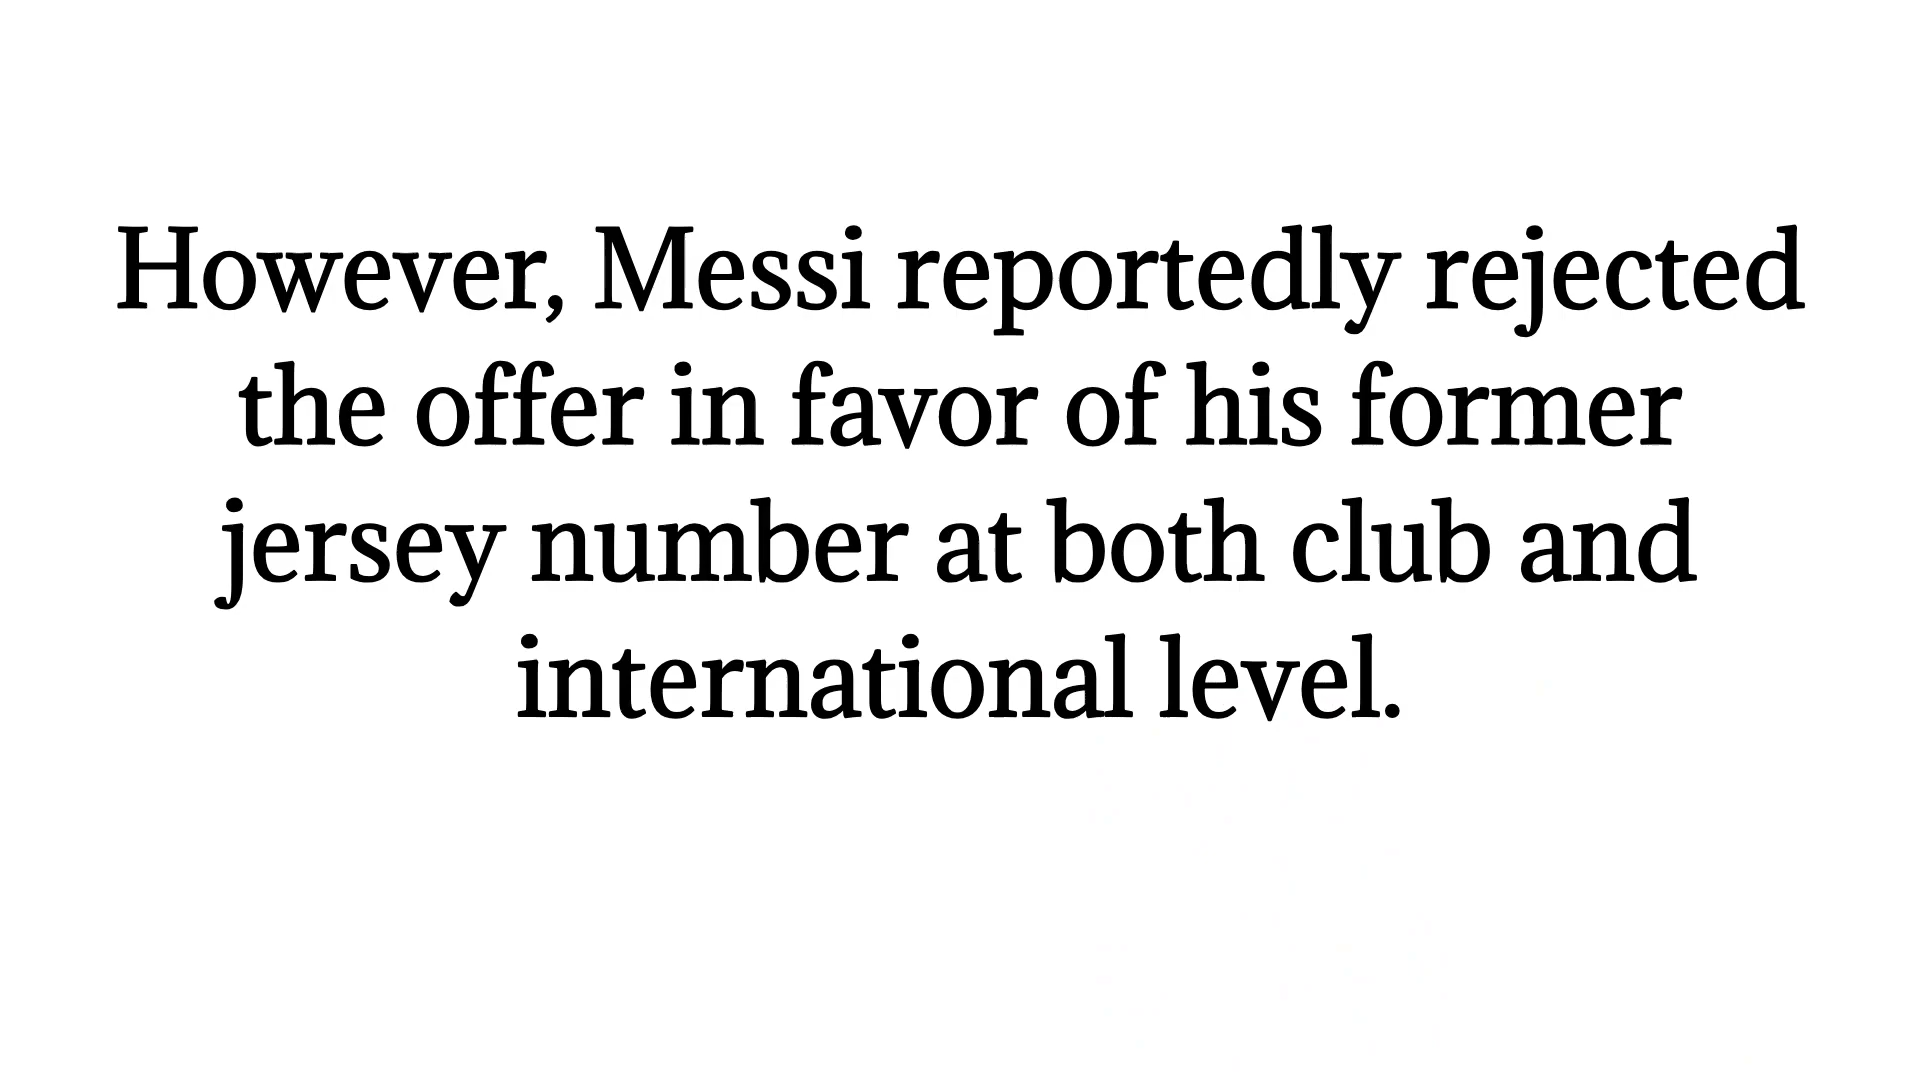 However, Messi reportedly rejected
the offer in favor of his former
jersey number at both club and
international level.